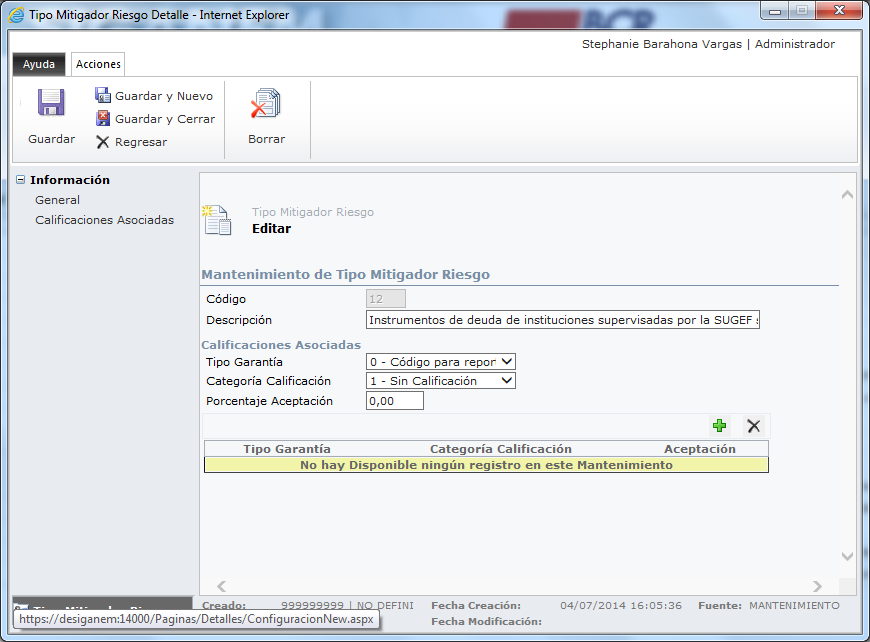 Tipo Mitigador Riesgo Detalle - Internet Explorer
Stephanie Barahona Vargas | Administrador
Ayuda Acciones
Guardar
Guardar y Nuevo
Guardar y Cerrar
Regresar
Borrar
Información
General
Calificaciones Asociadas
Tipo Mitigador Riesgo
Editar
Mantenimiento de Tipo Mitigador Riesgo
Código 12
Descripción Instrumentos de deuda de instituciones supervisadas por la SUGEF
Calificaciones Asociadas
Tipo Garantía 0 - Código para repor
Categoría Calificación 1 - Sin Calificación
Porcentaje Aceptación 0,00
Tipo Garantía Categoría Calificación Aceptación
No hay Disponible ningún registro en este Mantenimiento
Creado: 999999999 | NO DEFINI Fecha Creación: 04/07/2014 16:05:36 Fuente: MANTENIMIENTO
Fecha Modificación:
https://desiganem:14000/Paginas/Detalles/ConfiguracionNew.aspx